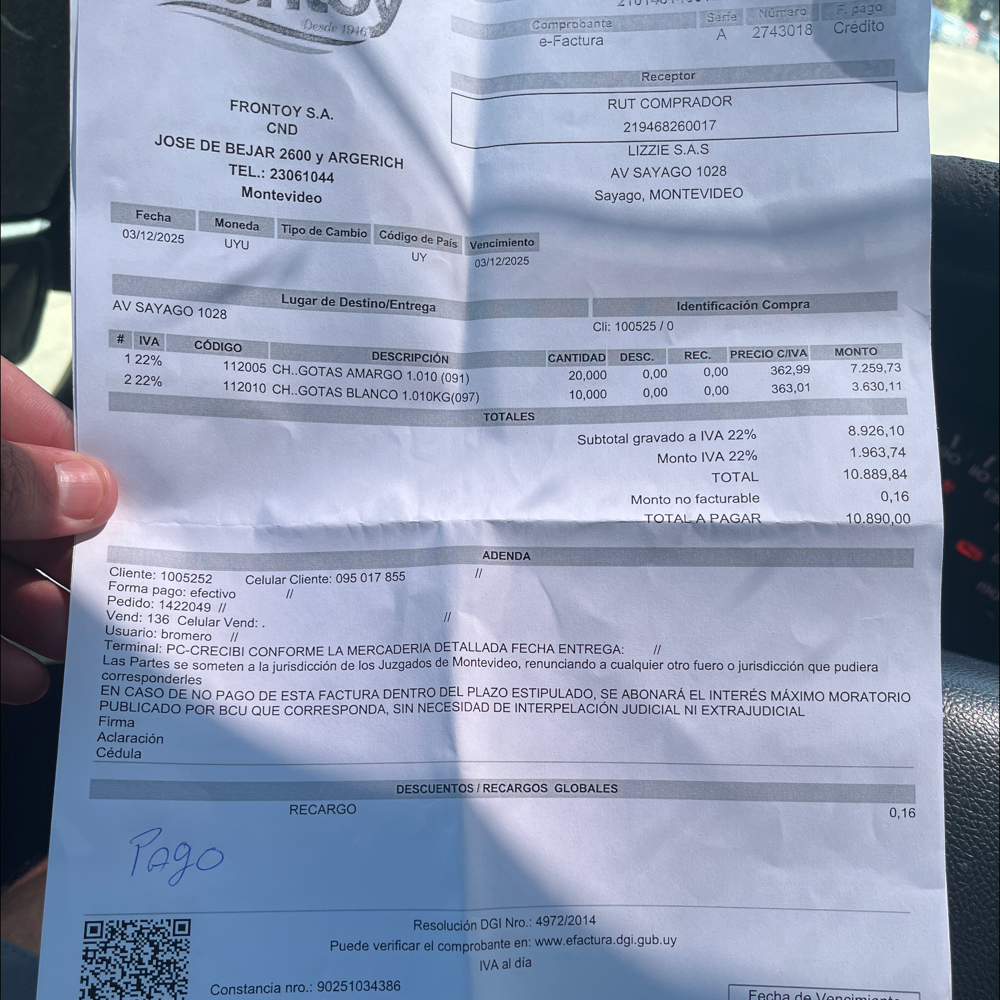 Desde 1946
Comprobante Serie Número F. pago
e-Factura A 2743018 Crédito
Receptor
RUT COMPRADOR
219468260017
LIZZIE S.A.S
AV SAYAGO 1028
Sayago, MONTEVIDEO
FRONTOY S.A.
CND
JOSE DE BEJAR 2600 y ARGERICH
TEL.: 23061044
Montevideo
Fecha Moneda Tipo de Cambio Código de País Vencimiento
03/12/2025 UYU UY 03/12/2025
Lugar de Destino/Entrega Identificación Compra
AV SAYAGO 1028 Cli: 100525 / 0
# IVA CÓDIGO DESCRIPCIÓN CANTIDAD DESC. REC. PRECIO C/IVA MONTO
1 22% 112005 CH..GOTAS AMARGO 1.010 (091) 20,000 0,00 0,00 362,99 7.259,73
2 22% 112010 CH..GOTAS BLANCO 1.010KG(097) 10,000 0,00 0,00 363,01 3.630,11
TOTALES
Subtotal gravado a IVA 22% 8.926,10
Monto IVA 22% 1.963,74
TOTAL 10.889,84
Monto no facturable 0,16
TOTAL A PAGAR 10.890,00
ADENDA
Cliente: 1005252 Celular Cliente: 095 017 855 //
Forma pago: efectivo //
Pedido: 1422049 //
Vend: 136 Celular Vend: . //
Usuario: bromero //
Terminal: PC-CRECIBI CONFORME LA MERCADERIA DETALLADA FECHA ENTREGA: //
Las Partes se someten a la jurisdicción de los Juzgados de Montevideo, renunciando a cualquier otro fuero o jurisdicción que pudiera
corresponderles
EN CASO DE NO PAGO DE ESTA FACTURA DENTRO DEL PLAZO ESTIPULADO, SE ABONARÁ EL INTERÉS MÁXIMO MORATORIO
PUBLICADO POR BCU QUE CORRESPONDA, SIN NECESIDAD DE INTERPELACIÓN JUDICIAL NI EXTRAJUDICIAL
Firma
Aclaración
Cédula
DESCUENTOS / RECARGOS GLOBALES
RECARGO 0,16
Pago
Resolución DGI Nro.: 4972/2014
Puede verificar el comprobante en: www.efactura.dgi.gub.uy
IVA al día
Constancia nro.: 90251034386
Fecha de Vencimiento